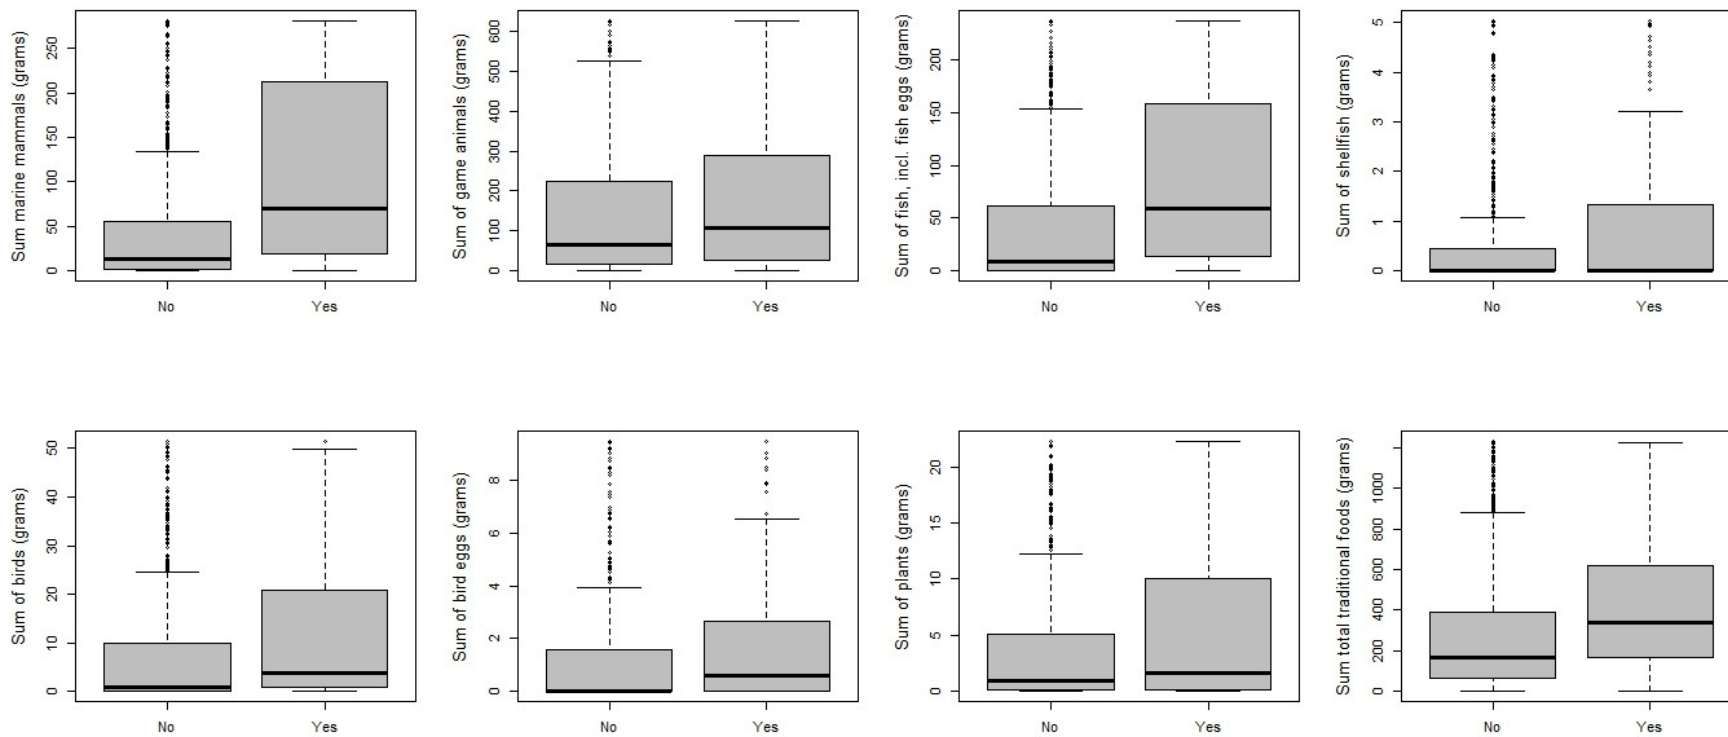 Sum marine mammals (grams)
0 50 100 150 200 250
No Yes
Sum of game animals (grams)
0 100 200 300 400 500 600
No Yes
Sum of fish, incl. fish eggs (grams)
0 50 100 150 200
No Yes
Sum of shellfish (grams)
0 1 2 3 4 5
No Yes
Sum of birds (grams)
0 10 20 30 40 50
No Yes
Sum of bird eggs (grams)
0 2 4 6 8
No Yes
Sum of plants (grams)
0 5 10 15 20
No Yes
Sum total traditional foods (grams)
0 200 400 600 800 1000
No Yes